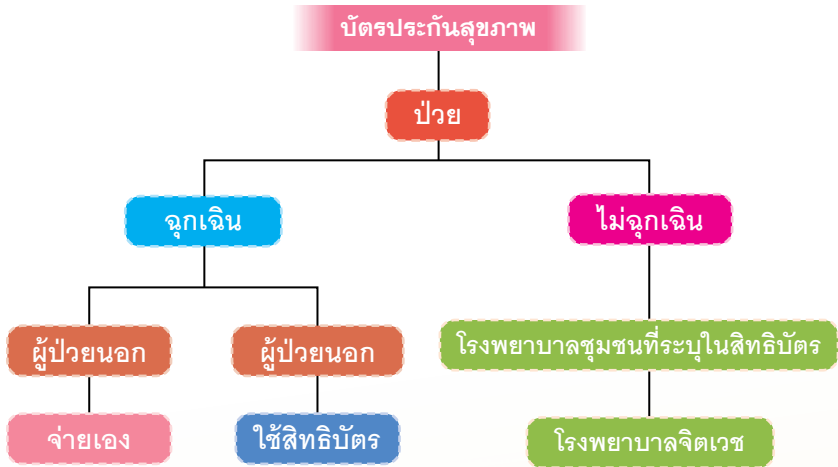 บัตรประกันสุขภาพ
ป่วย
ฉุกเฉิน
ไม่ฉุกเฉิน
ผู้ป่วยนอก
ผู้ป่วยนอก
โรงพยาบาลชุมชนที่ระบุในสิทธิบัตร
จ่ายเอง
ใช้สิทธิบัตร
โรงพยาบาลจิตเวช